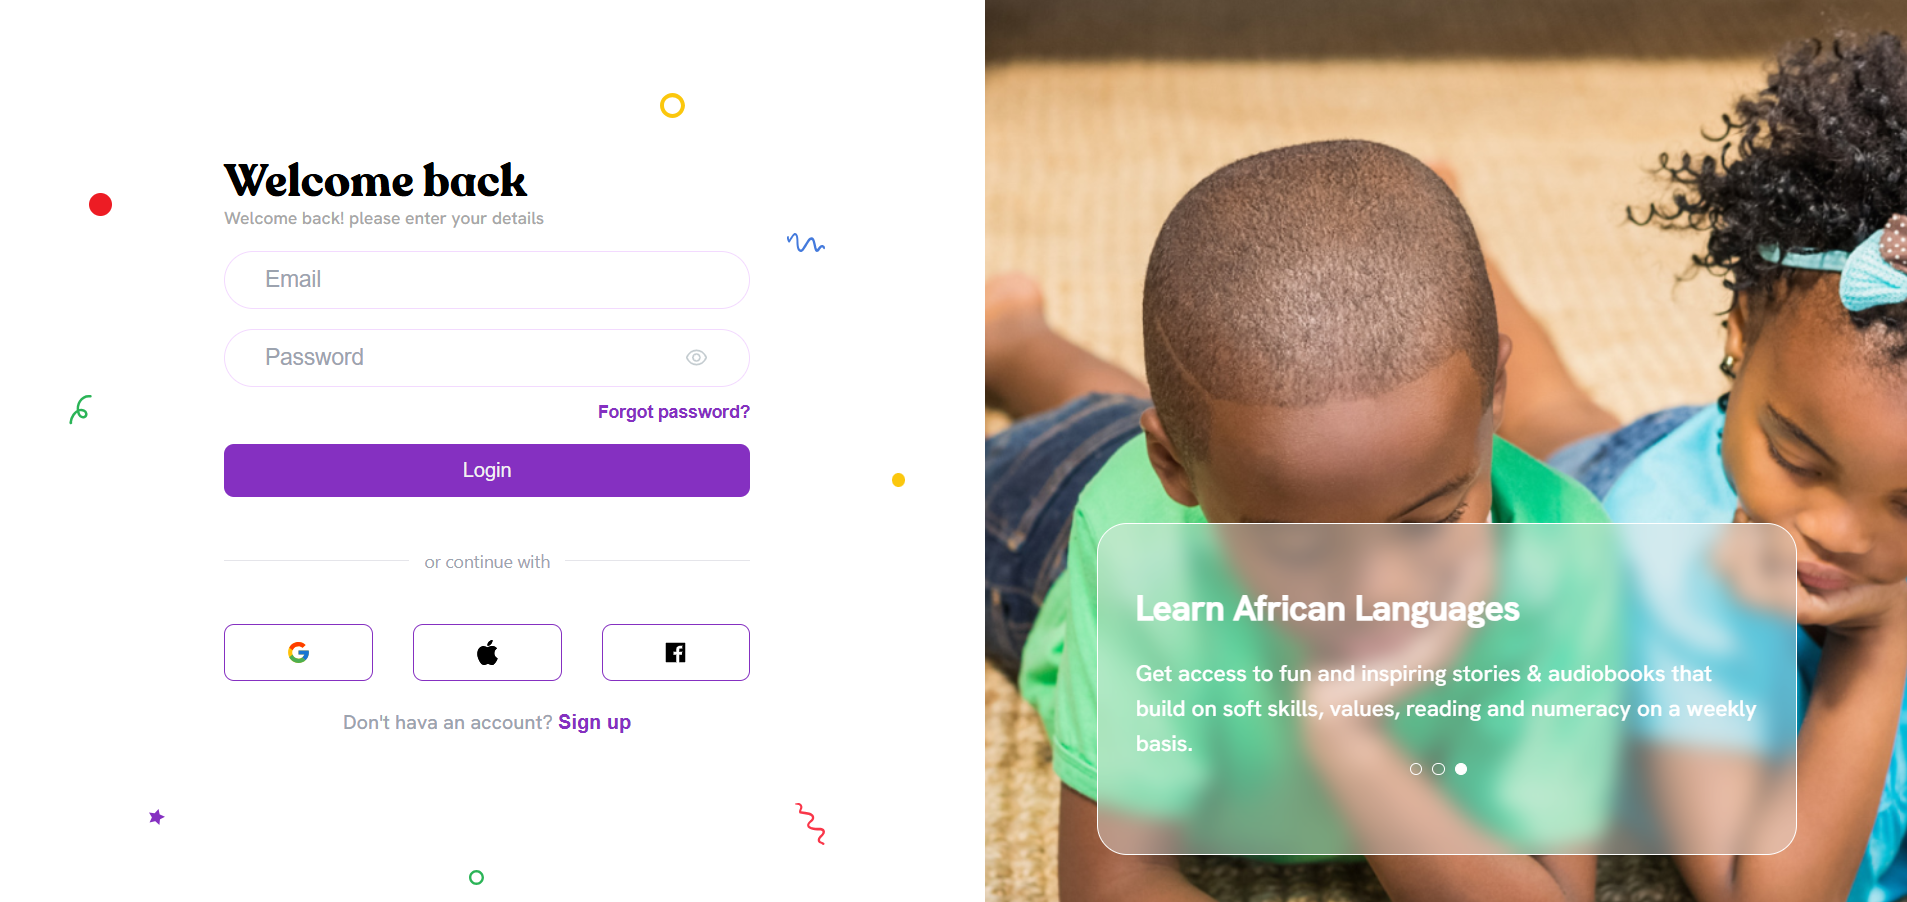 Welcome back
Welcome back! please enter your details
Email
Password
Forgot password?
Login
or continue with
Don't hava an account? Sign up
Learn African Languages
Get access to fun and inspiring stories & audiobooks that
build on soft skills, values, reading and numeracy on a weekly
basis.